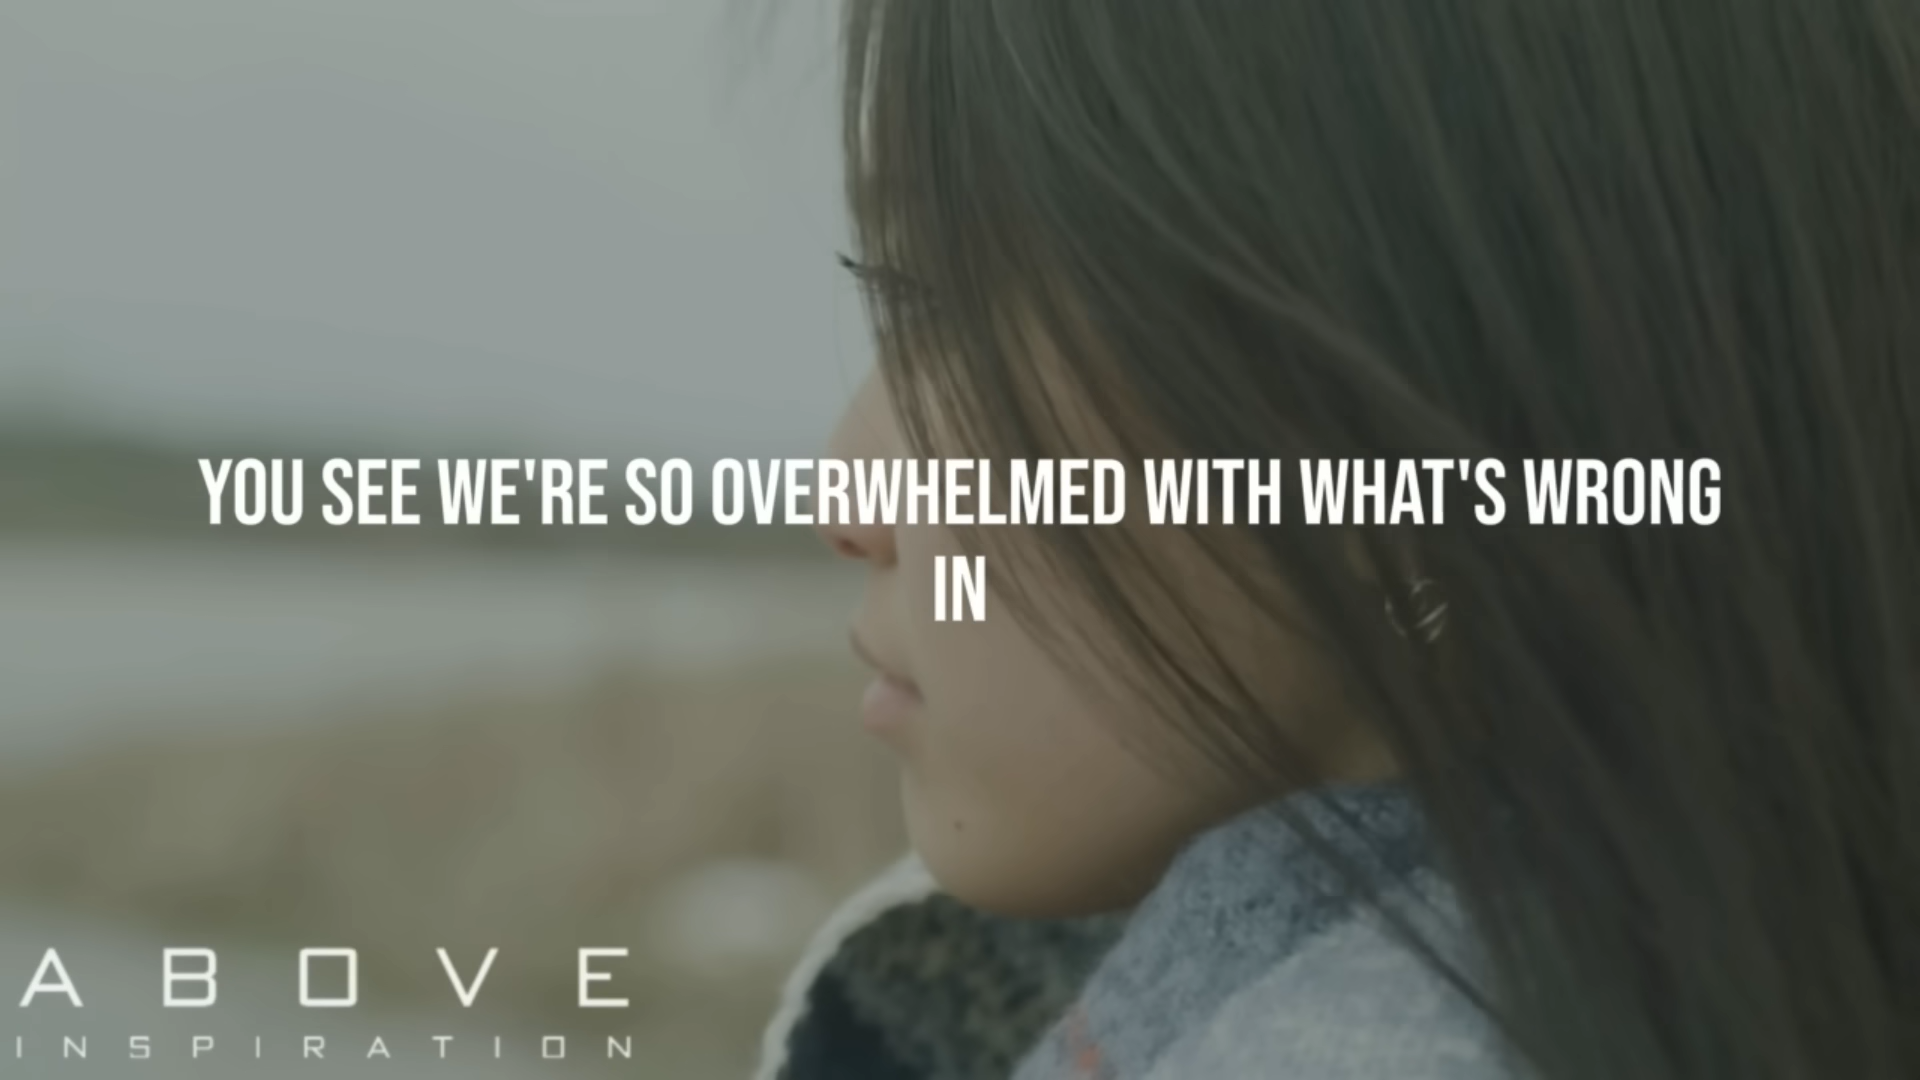 YOU SEE WE'RE SO OVERWHELMED WITH WHAT'S WRONG
IN
ABOVE
INSPIRATION